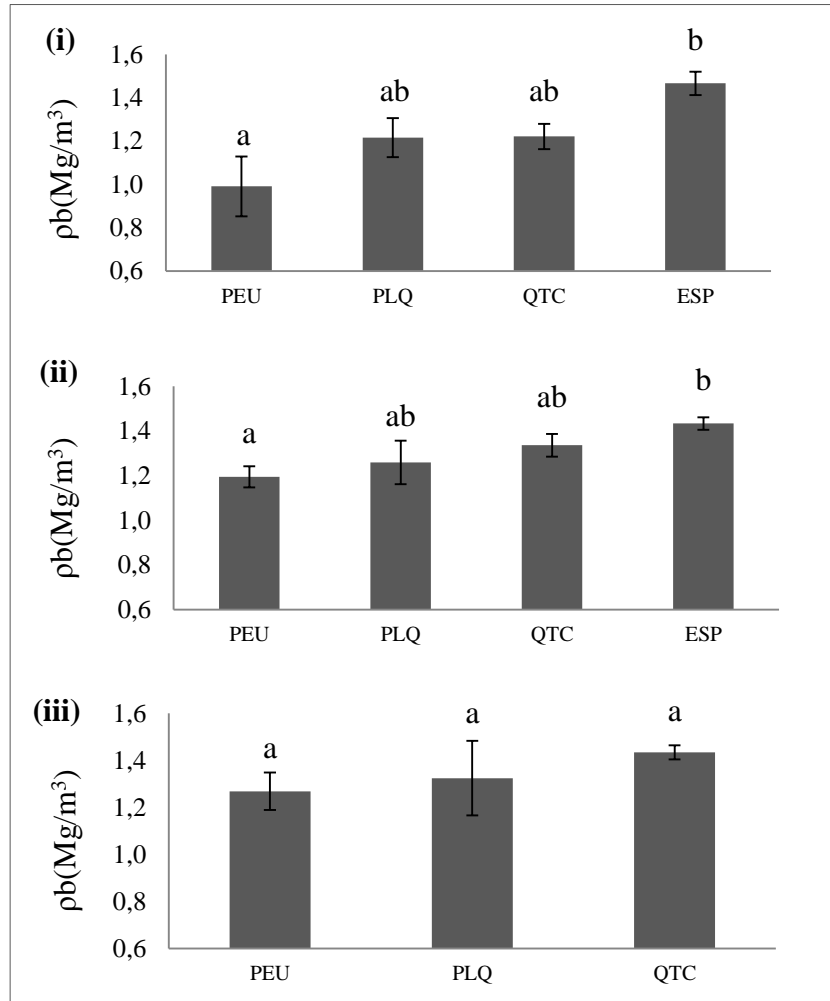 (i)
ρb(Mg/m³)
1,6
1,4
1,2
1,0
0,8
0,6
a
ab
ab
b
PEU
PLQ
QTC
ESP
(ii)
ρb(Mg/m³)
1,6
1,4
1,2
1,0
0,8
0,6
a
ab
ab
b
PEU
PLQ
QTC
ESP
(iii)
ρb(Mg/m³)
1,6
1,4
1,2
1,0
0,8
0,6
a
a
a
PEU
PLQ
QTC